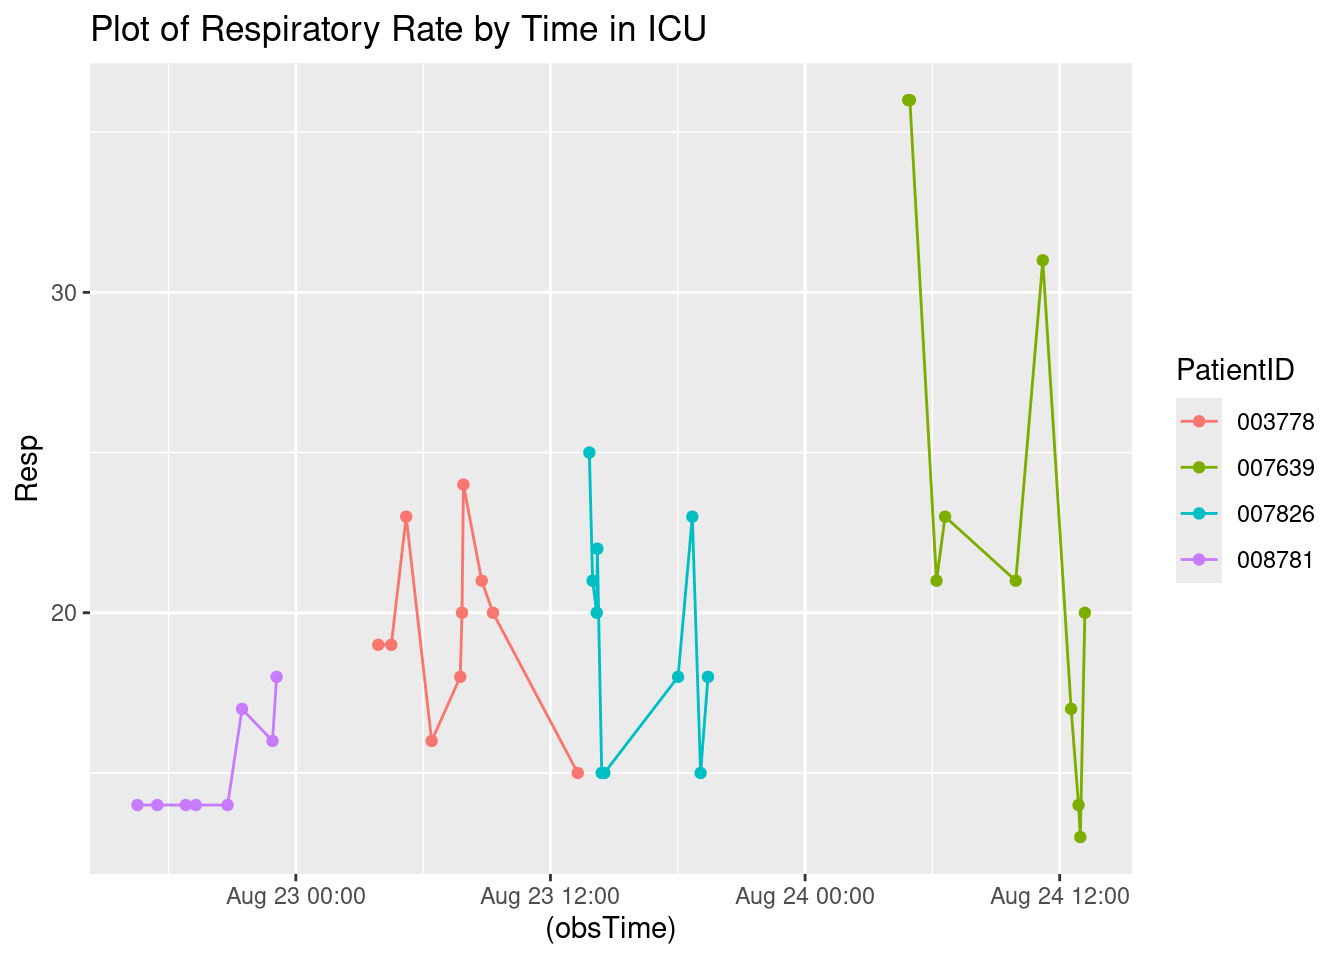 Plot of Respiratory Rate by Time in ICU
30
20
Resp
Aug 23 00:00
Aug 23 12:00
Aug 24 00:00
Aug 24 12:00
(obsTime)
PatientID
003778
007639
007826
008781